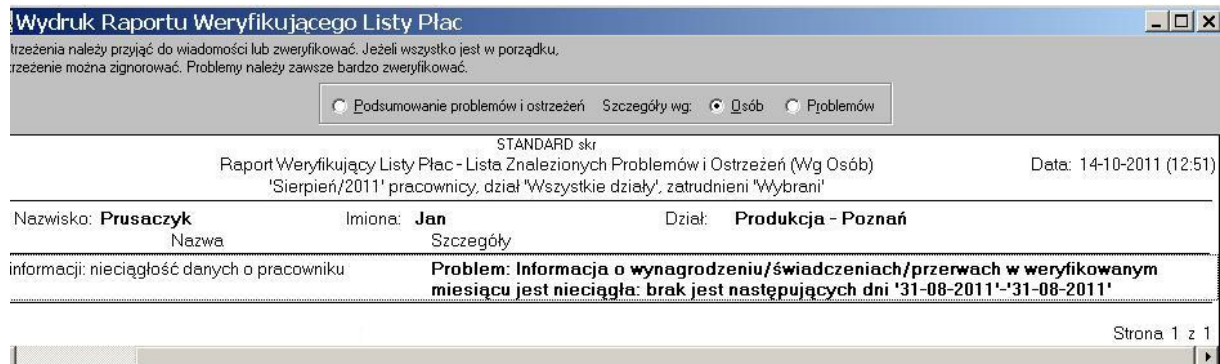 Wydruk Raportu Weryfikującego Listy Płac
trzeżenia należy przyjąć do wiadomości lub zweryfikować. Jeżeli wszystko jest w porządku,
rzeżenie można zignorować. Problemy należy zawsze bardzo zweryfikować.
Podsumowanie problemów i ostrzeżeń Szczegóły wg: Osób Problemów
STANDARD skr
Raport Weryfikujący Listy Płac - Lista Znalezionych Problemów i Ostrzeżeń (Wg Osób) Data: 14-10-2011 (12:51)
'Sierpień/2011' pracownicy, dział 'Wszystkie działy', zatrudnieni 'Wybrani'
Nazwisko: Prusaczyk Imiona: Jan Dział: Produkcja - Poznań
Nazwa Szczegóły
informacji: nieciągłość danych o pracowniku Problem: Informacja o wynagrodzeniu/świadczeniach/przerwach w weryfikowanym
miesiącu jest nieciągła: brak jest następujących dni '31-08-2011'-'31-08-2011'
Strona 1 z 1